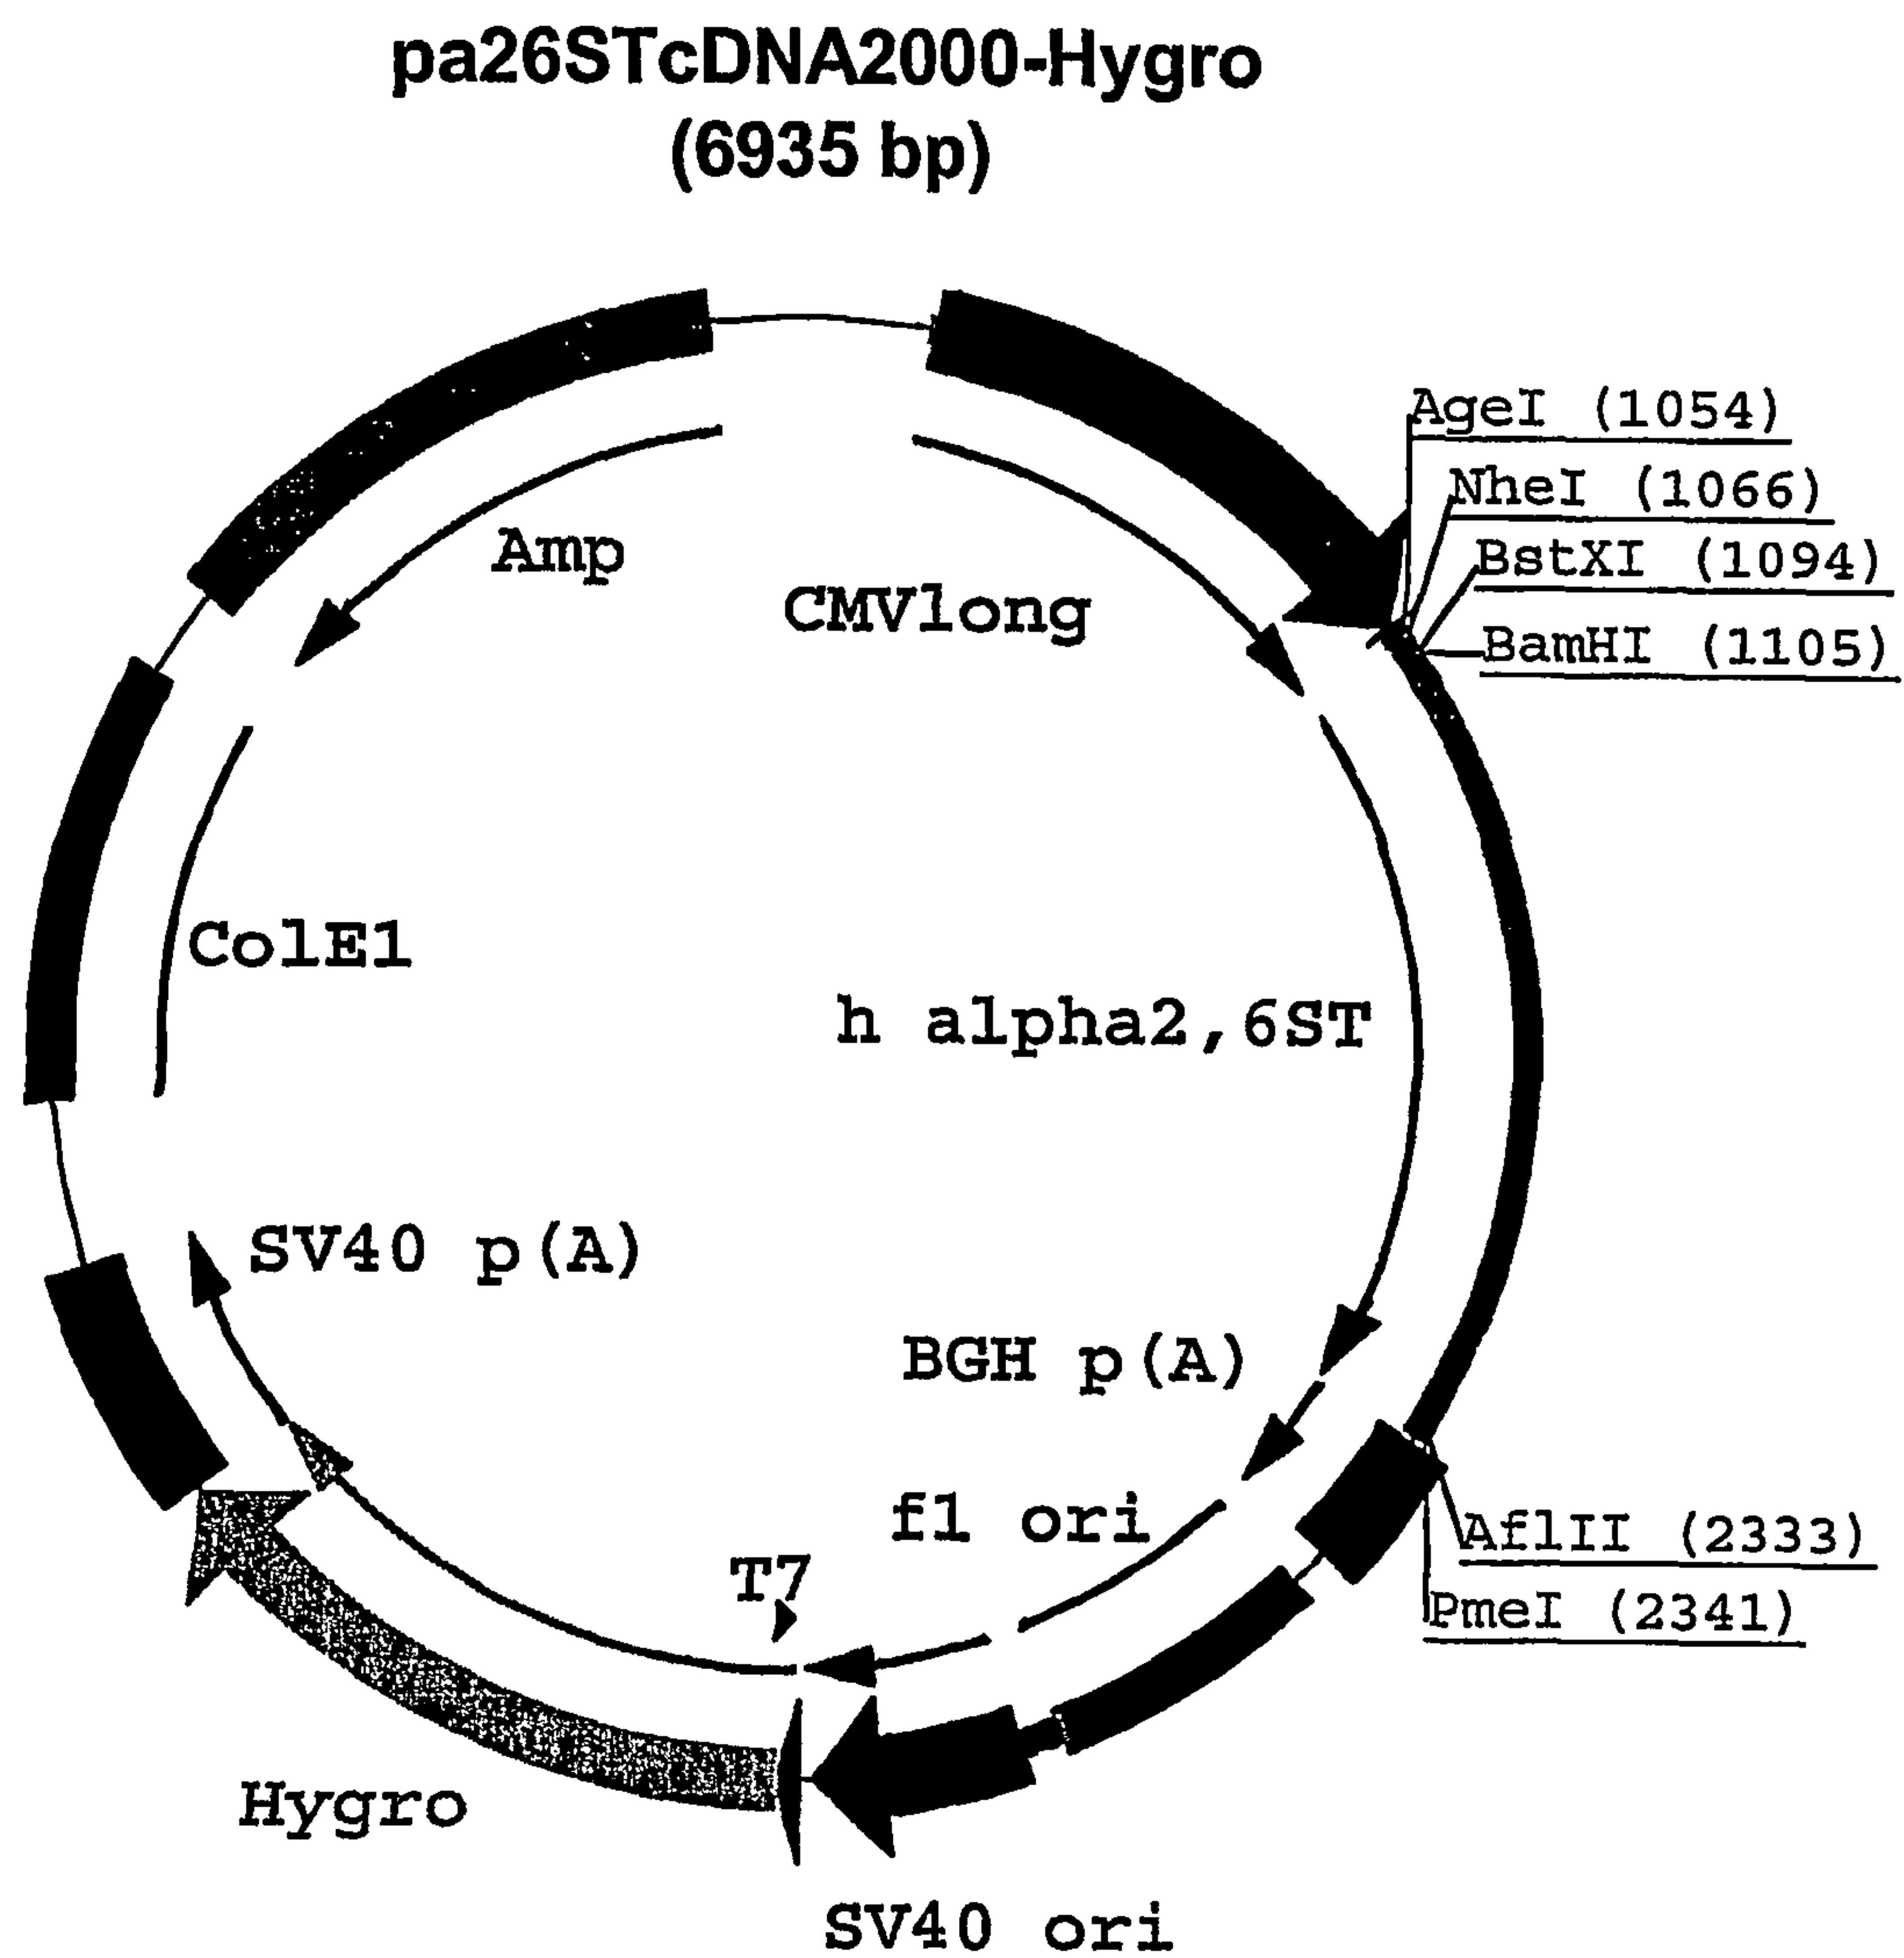 pa26STcDNA2000-Hygro
(6935 bp)
AgeI (1054)
NheI (1066)
BstXI (1094)
BamHI (1105)
Amp
CMVlong
ColE1
h alpha2,6ST
SV40 p(A)
BGH p(A)
f1 ori
AflII (2333)
T7
PmeI (2341)
Hygro
SV40 ori